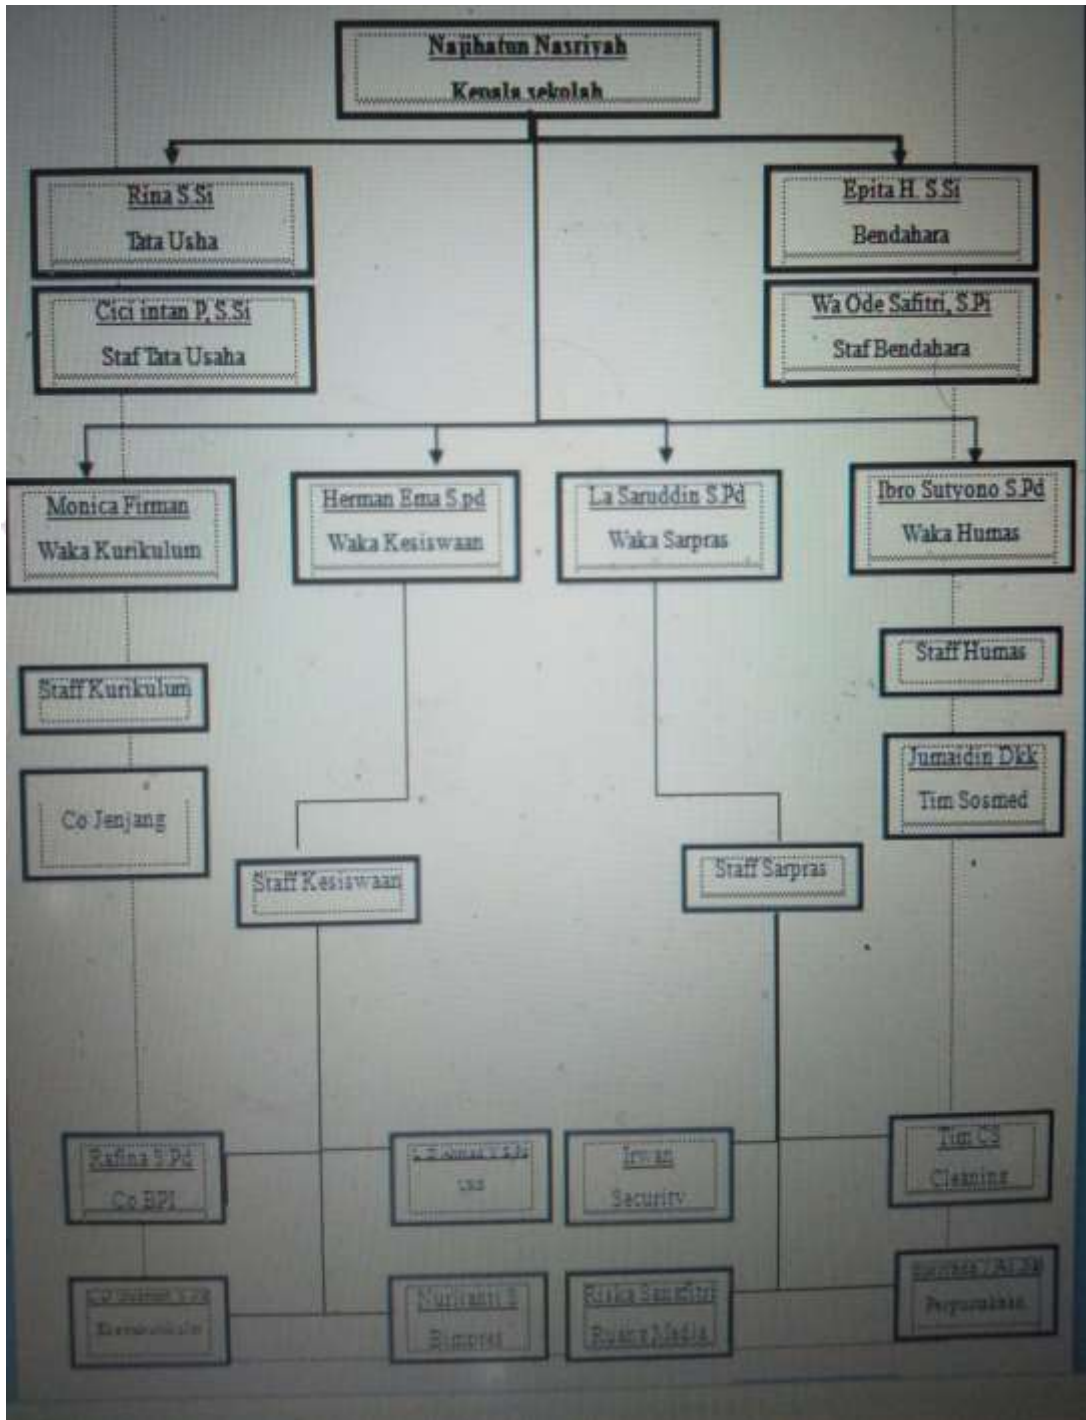 Najihatun Nasriyah
Kepala sekolah
Rina S.Si
Tata Usha
Epita H. S.Si
Bendahara
Cici intan P, S.Si
Staf Tata Usaha
Wa Ode Safitri, S.Pi
Staf Bendahara
Monica Firman
Waka Kurikulum
Herman Ema S.pd
Waka Kesiswaan
La Saruddin S.Pd
Waka Sarpras
Ibro Sutyono S.Pd
Waka Humas
Staff Kurikulum
Staff Humas
Co Jenjang
Jumaidin Dkk
Tim Sosmed
Staff Kesiswaan
Staff Sarpras
Rafina S.Pd
Co BPI
Irwan
Security
Tim CS
Cleaning
Nurlianti S
Bimpres
Riska
Ruang Media